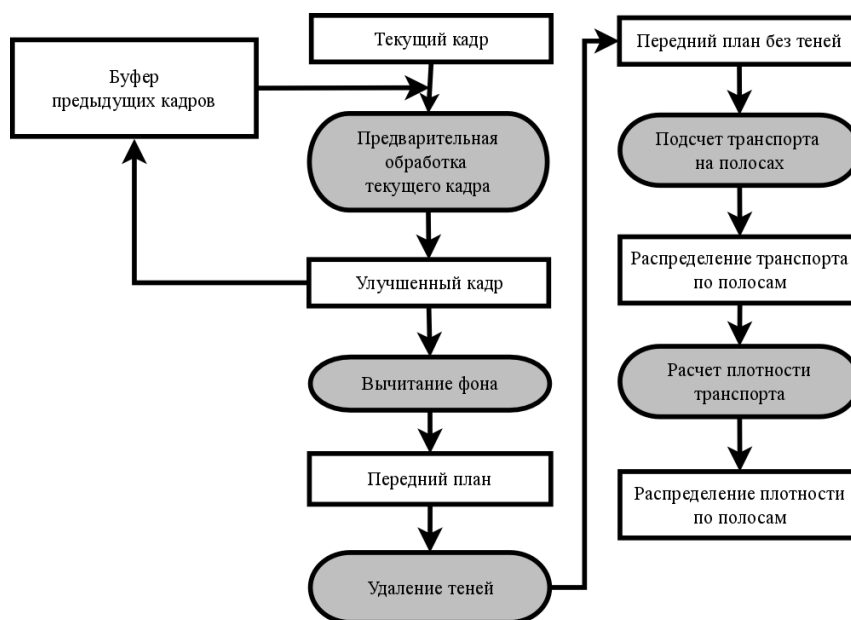 Текущий кадр
Буфер
предыдущих кадров
Предварительная
обработка
текущего кадра
Улучшенный кадр
Вычитание фона
Передний план
Удаление теней
Передний план без теней
Подсчет транспорта
на полосах
Распределение транспорта
по полосам
Расчет плотности
транспорта
Распределение плотности
по полосам